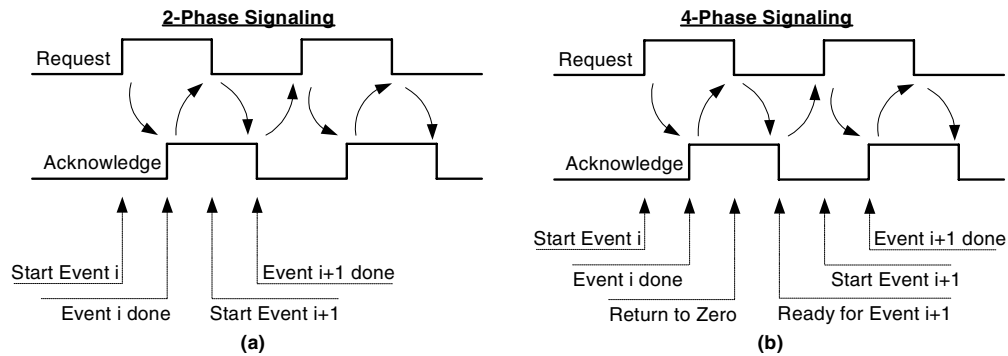 2-Phase Signaling
Request
Acknowledge
Start Event i
Event i+1 done
Event i done
Start Event i+1
(a)
4-Phase Signaling
Request
Acknowledge
Start Event i
Event i+1 done
Event i done
Start Event i+1
Return to Zero
Ready for Event i+1
(b)